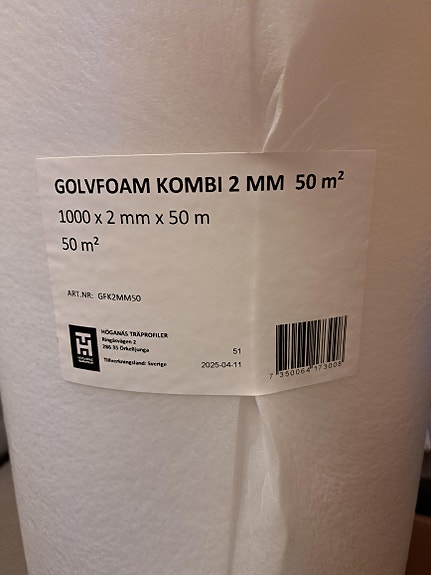 GOLVFOAM KOMBI 2 MM 50 m²
1000 x 2 mm x 50 m
50 m²
ART.NR: GFK2MM50
HÖGANÄS TRÄPROFILER
Ringlåsvägen 2
286 35 Örkelljunga
Tillverkningsland: Sverige
51
2025-04-11
7 350064 173008